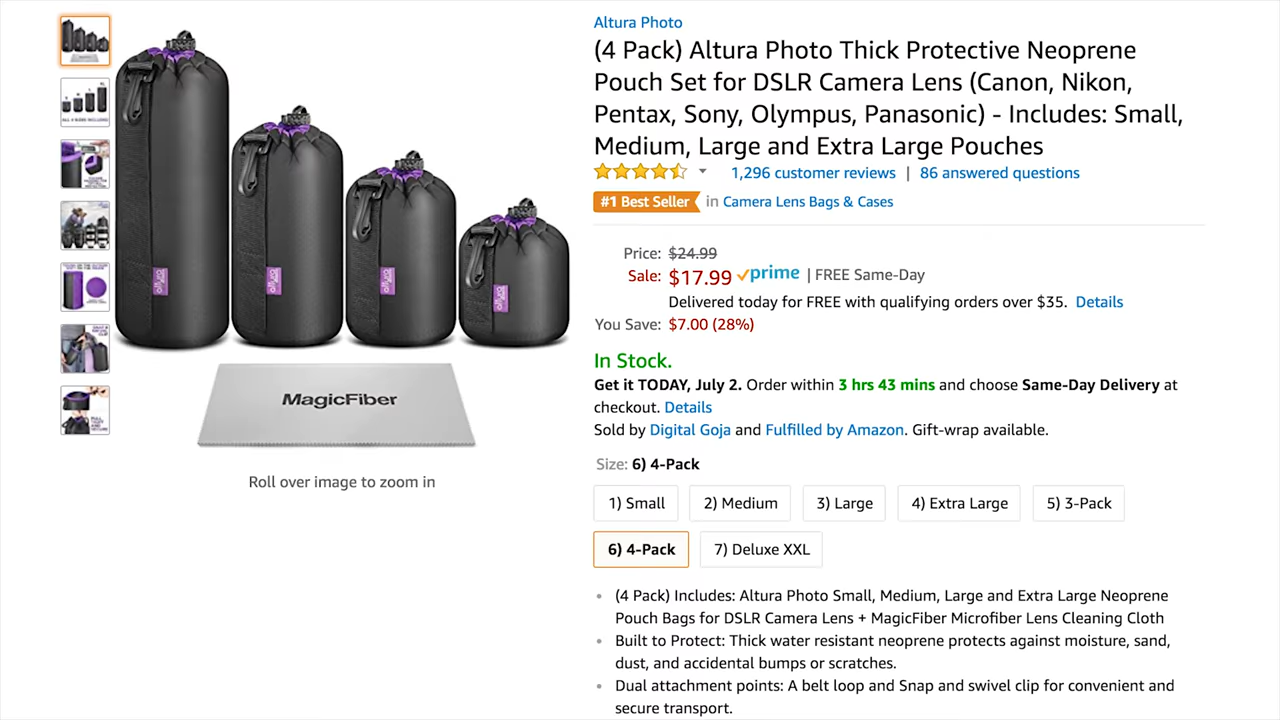 Altura Photo
(4 Pack) Altura Photo Thick Protective Neoprene
Pouch Set for DSLR Camera Lens (Canon, Nikon,
Pentax, Sony, Olympus, Panasonic) - Includes: Small,
Medium, Large and Extra Large Pouches
1,296 customer reviews | 86 answered questions
#1 Best Seller in Camera Lens Bags & Cases
Price: $24.99
Sale: $17.99 prime | FREE Same-Day
Delivered today for FREE with qualifying orders over $35. Details
You Save: $7.00 (28%)
In Stock.
Get it TODAY, July 2. Order within 3 hrs 43 mins and choose Same-Day Delivery at
checkout. Details
Sold by Digital Goja and Fulfilled by Amazon. Gift-wrap available.
Size: 6) 4-Pack
1) Small 2) Medium 3) Large 4) Extra Large 5) 3-Pack
6) 4-Pack 7) Deluxe XXL
• (4 Pack) Includes: Altura Photo Small, Medium, Large and Extra Large Neoprene
Pouch Bags for DSLR Camera Lens + MagicFiber Microfiber Lens Cleaning Cloth
• Built to Protect: Thick water resistant neoprene protects against moisture, sand,
dust, and accidental bumps or scratches.
• Dual attachment points: A belt loop and Snap and swivel clip for convenient and
secure transport.
MagicFiber
Roll over image to zoom in